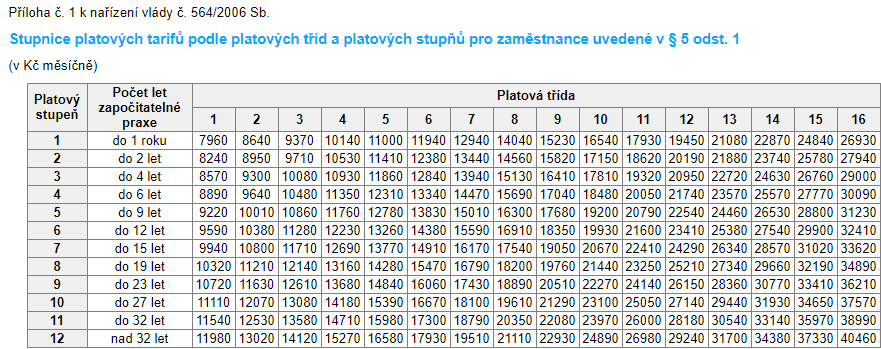 Příloha č. 1 k nařízení vlády č. 564/2006 Sb.
Stupnice platových tarifů podle platových tříd a platových stupňů pro zaměstnance uvedené v § 5 odst. 1
(v Kč měsíčně)
Platový stupeň Počet let započitatelné praxe Platová třída
1 2 3 4 5 6 7 8 9 10 11 12 13 14 15 16
1 do 1 roku 7960 8640 9370 10140 11000 11940 12940 14040 15230 16540 17930 19450 21080 22870 24840 26930
2 do 2 let 8240 8950 9710 10530 11410 12380 13440 14560 15820 17150 18620 20190 21880 23740 25780 27940
3 do 4 let 8570 9300 10080 10930 11860 12840 13940 15130 16410 17810 19320 20950 22720 24630 26760 29000
4 do 6 let 8890 9640 10480 11350 12310 13340 14470 15690 17040 18480 20050 21740 23570 25570 27770 30090
5 do 9 let 9220 10010 10860 11760 12780 13830 15010 16300 17680 19200 20790 22540 24460 26530 28800 31230
6 do 12 let 9590 10380 11280 12230 13260 14380 15590 16910 18350 19930 21600 23410 25380 27540 29900 32410
7 do 15 let 9940 10800 11710 12690 13770 14910 16170 17540 19050 20670 22410 24290 26340 28570 31020 33620
8 do 19 let 10320 11210 12140 13160 14280 15470 16790 18200 19760 21440 23250 25210 27340 29660 32190 34890
9 do 23 let 10720 11630 12610 13680 14840 16060 17430 18890 20510 22270 24140 26150 28360 30770 33410 36210
10 do 27 let 11110 12070 13080 14180 15390 16670 18100 19610 21290 23100 25050 27140 29440 31930 34650 37570
11 do 32 let 11540 12530 13580 14710 15980 17300 18790 20350 22080 23970 26000 28180 30540 33140 35970 38990
12 nad 32 let 11980 13020 14120 15270 16580 17930 19510 21110 22930 24890 26980 29240 31700 34380 37330 40460